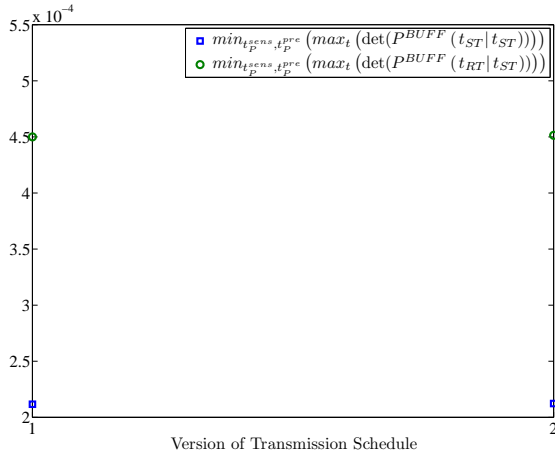 5.5 x 10^{-4}
min_{t_P^{sens}, t_P^{pre}} (max_t (det(P^{BUFF} (t_{ST}| t_{ST}))))
min_{t_P^{sens}, t_P^{pre}} (max_t (det(P^{BUFF} (t_{RT}| t_{ST}))))
5
4.5
4
3.5
3
2.5
2
1
2
Version of Transmission Schedule